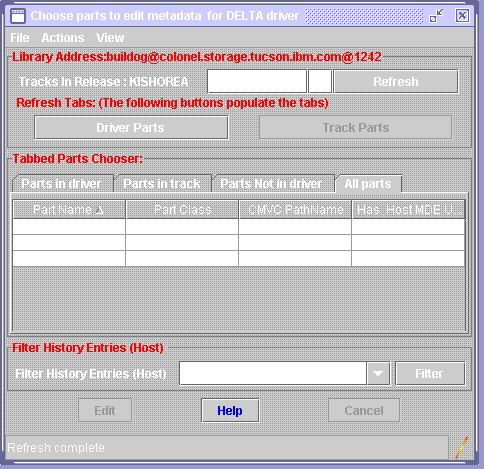 Choose parts to edit metadata for DELTA driver
File Actions View
Library Address:buildog@colonel.storage.tucson.ibm.com@1242
Tracks In Release : KISHOREA Refresh
Refresh Tabs: (The following buttons populate the tabs)
Driver Parts Track Parts
Tabbed Parts Chooser:
Parts in driver Parts in track Parts Not in driver All parts
Part Name Part Class CMVC PathName Has Host MDE U...
Filter History Entries (Host)
Filter History Entries (Host) Filter
Edit Help Cancel
Refresh complete.